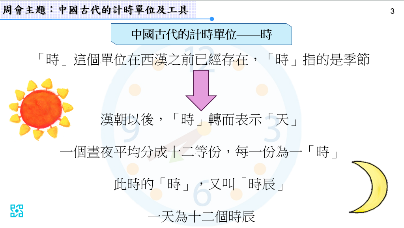 周會主題：中國古代的計時單位及工具
3
中國古代的計時單位——時
「時」這個單位在西漢之前已經存在，「時」指的是季節
漢朝以後，「時」轉而表示「天」
一個晝夜平均分成十二等份，每一份為一「時」
此時的「時」，又叫「時辰」
一天為十二個時辰
12
9
3
6